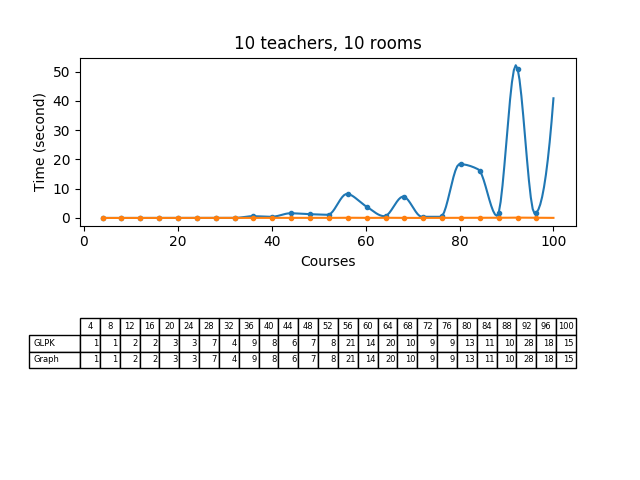 10 teachers, 10 rooms
50
40
30
20
10
0
Time (second)
0 20 40 60 80 100
Courses
4 8 12 16 20 24 28 32 36 40 44 48 52 56 60 64 68 72 76 80 84 88 92 96 100
GLPK 1 1 2 2 3 3 7 4 9 8 6 7 8 21 14 20 10 9 9 13 11 10 28 18 15
Graph 1 1 2 2 3 3 7 4 9 8 6 7 8 21 14 20 10 9 9 13 11 10 28 18 15